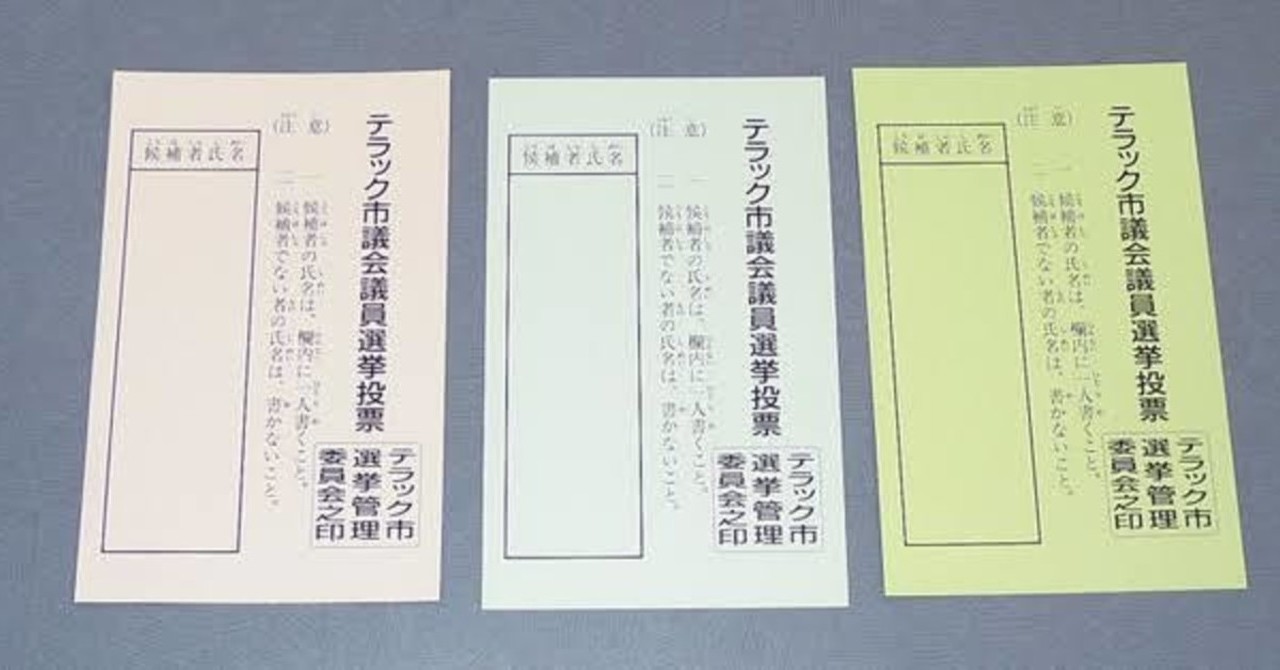 テラック市議会議員選挙投票
(注意)
一 候補者の氏名は、欄内に一人書くこと。
二 候補者でない者の氏名は、書かないこと。
候補者氏名
テラック市
選挙管理
委員会之印
テラック市議会議員選挙投票
(注意)
一 候補者の氏名は、欄内に一人書くこと。
二 候補者でない者の氏名は、書かないこと。
候補者氏名
テラック市
選挙管理
委員会之印
テラック市議会議員選挙投票
(注意)
一 候補者の氏名は、欄内に一人書くこと。
二 候補者でない者の氏名は、書かないこと。
候補者氏名
テラック市
選挙管理
委員会之印